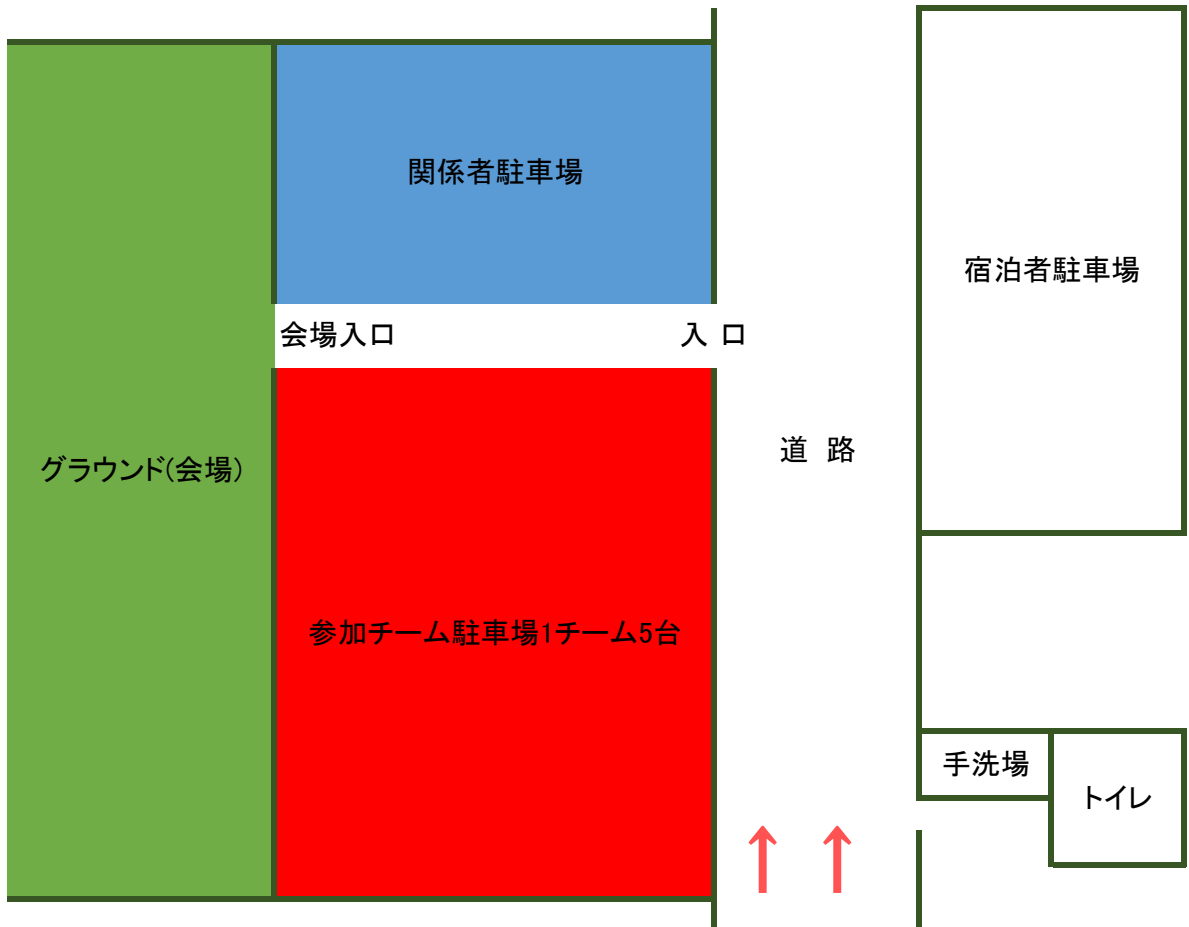 関係者駐車場
宿泊者駐車場
会場入口
入 口
道 路
グラウンド(会場)
参加チーム駐車場1チーム5台
手洗場
トイレ